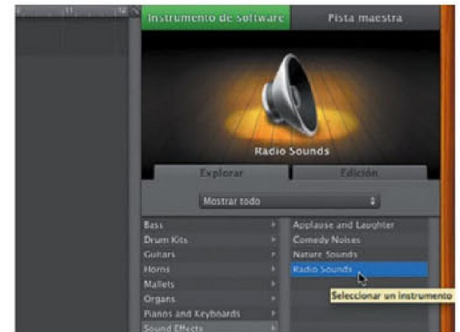 Instrumento de software
Pista maestra
Radio Sounds
Explorar
Edición
Mostrar todo
Bass
Drum Kits
Guitars
Horns
Mallets
Organs
Pianos and Keyboards
Sound Effects
Applause and Laughter
Comedy Noises
Nature Sounds
Radio Sounds
Seleccionar un instrumento